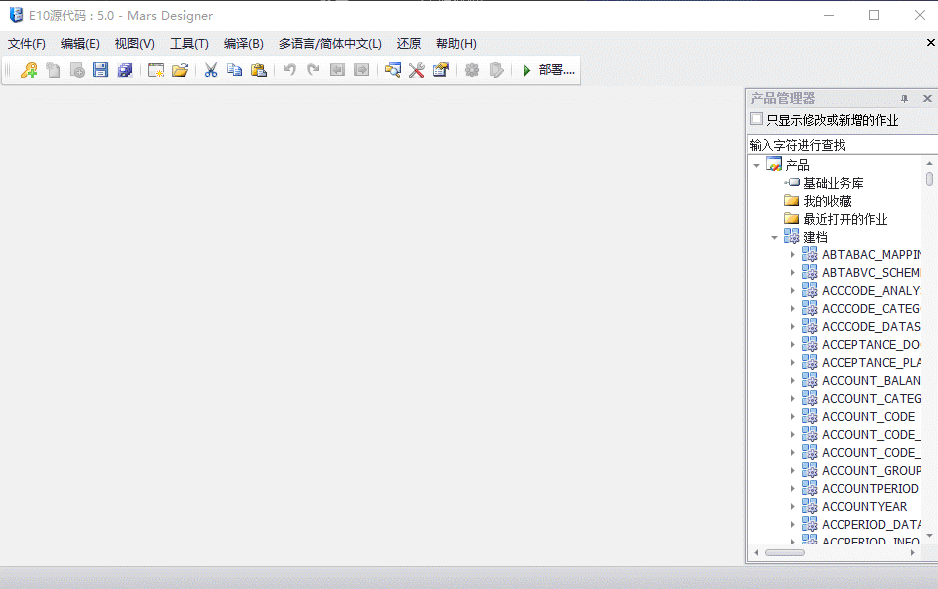 E10源代码 : 5.0 - Mars Designer
文件(F) 编辑(E) 视图(V) 工具(T) 编译(B) 多语言/简体中文(L) 还原 帮助(H)
部署....
产品管理器
只显示修改或新增的作业
输入字符进行查找
产品
基础业务库
我的收藏
最近打开的作业
建档
ABTABAC_MAPPIN
ABTABVC_SCHEM
ACCCODE_ANALY
ACCCODE_CATEG
ACCCODE_DATAS
ACCEPTANCE_DO
ACCEPTANCE_PLA
ACCOUNT_BALAN
ACCOUNT_CATEG
ACCOUNT_CODE
ACCOUNT_CODE_
ACCOUNT_CODE_
ACCOUNT_GROUP
ACCOUNTPERIOD
ACCOUNTYEAR
ACCPERIOD_DATA
ACCPERIOD_INFO